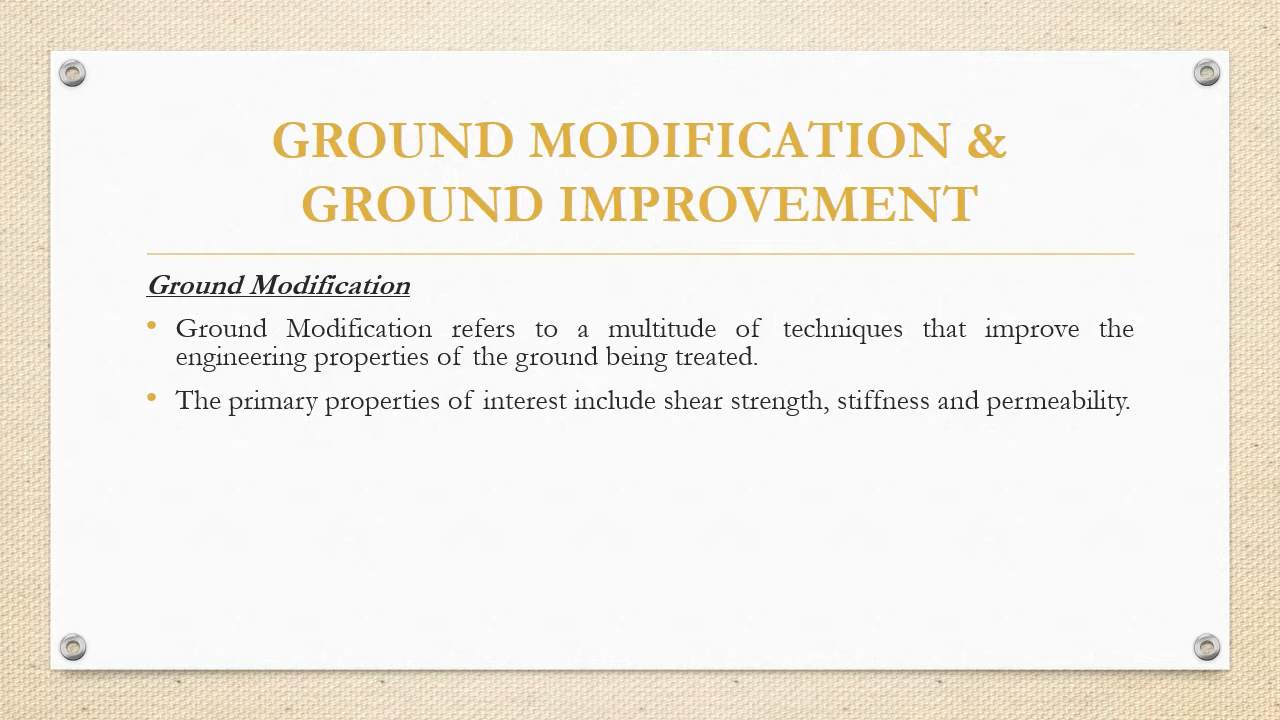 GROUND MODIFICATION &
GROUND IMPROVEMENT
Ground Modification
• Ground Modification refers to a multitude of techniques that improve the
engineering properties of the ground being treated.
• The primary properties of interest include shear strength, stiffness and permeability.